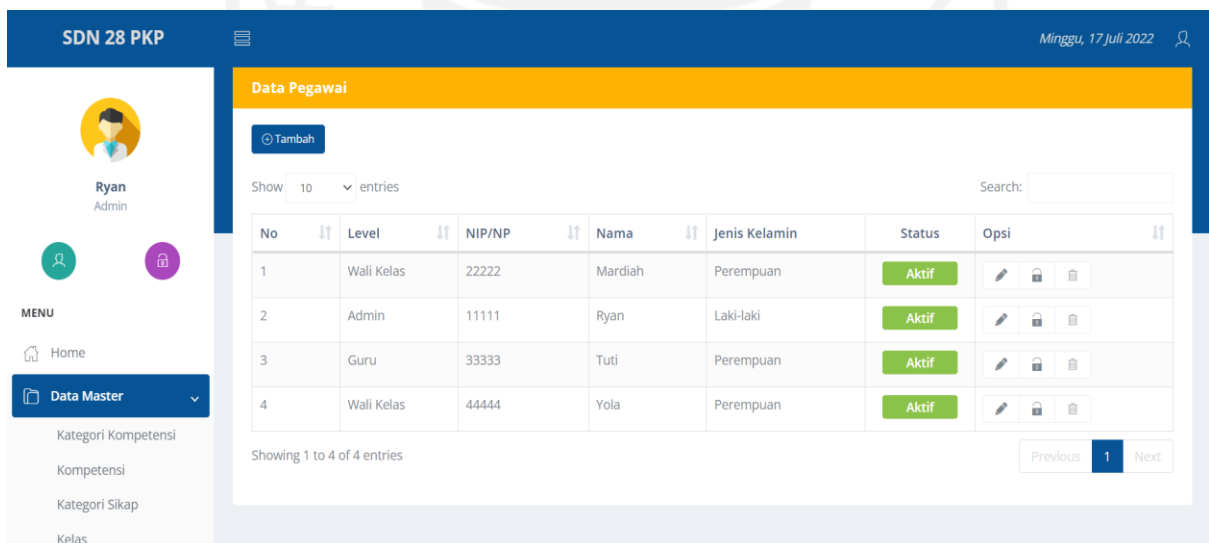 SDN 28 PKP
Minggu, 17 Juli 2022
Ryan
Admin
MENU
Home
Data Master
Kategori Kompetensi
Kompetensi
Kategori Sikap
Kelas
Data Pegawai
Tambah
Show 10 entries
Search:
No Level NIP/NP Nama Jenis Kelamin Status Opsi
1 Wali Kelas 22222 Mardiah Perempuan Aktif
2 Admin 11111 Ryan Laki-laki Aktif
3 Guru 33333 Tuti Perempuan Aktif
4 Wali Kelas 44444 Yola Perempuan Aktif
Showing 1 to 4 of 4 entries
Previous 1 Next